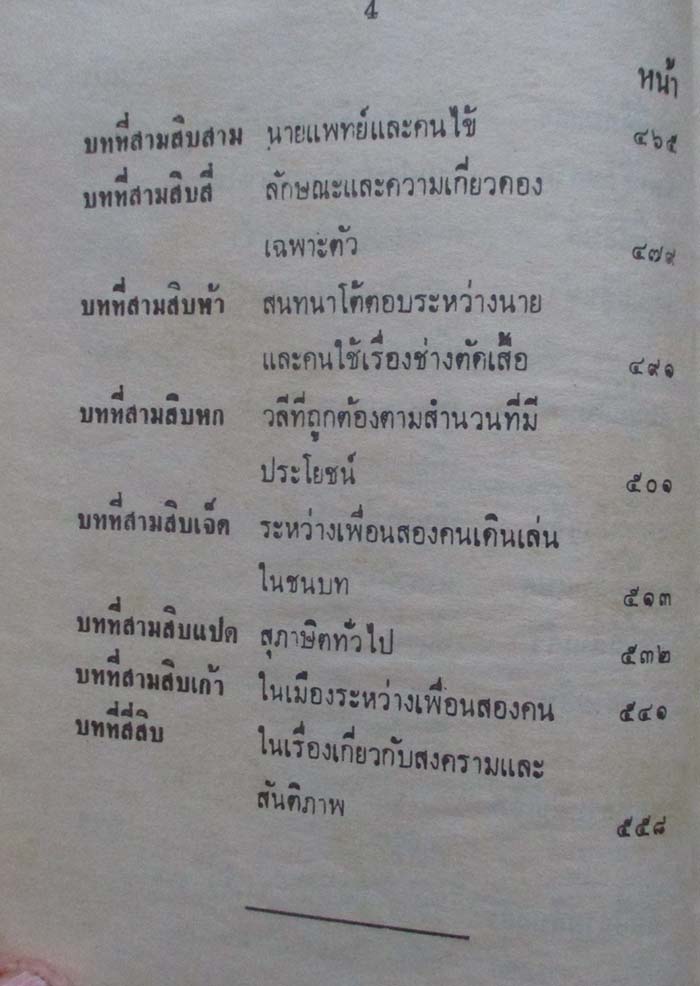 4
หน้า
บทที่สามสิบสาม นายแพทย์และคนไข้ ๔๖๕
บทที่สามสิบสี่ ลักษณะและความเกี่ยวดอง
เฉพาะตัว ๔๗๙
บทที่สามสิบห้า สนทนาโต้ตอบระหว่างนาย
และคนใช้เรื่องช่างตัดเสื้อ ๔๙๑
บทที่สามสิบหก วลีที่ถูกต้องตามสำนวนที่มี
ประโยชน์ ๕๐๑
บทที่สามสิบเจ็ด ระหว่างเพื่อนสองคนเดินเล่น
ในชนบท ๕๑๓
บทที่สามสิบแปด สุภาษิตทั่วไป ๕๓๒
บทที่สามสิบเก้า ในเมืองระหว่างเพื่อนสองคน ๕๔๑
บทที่สี่สิบ ในเรื่องเกี่ยวกับสงครามและ
สันติภาพ ๕๕๘